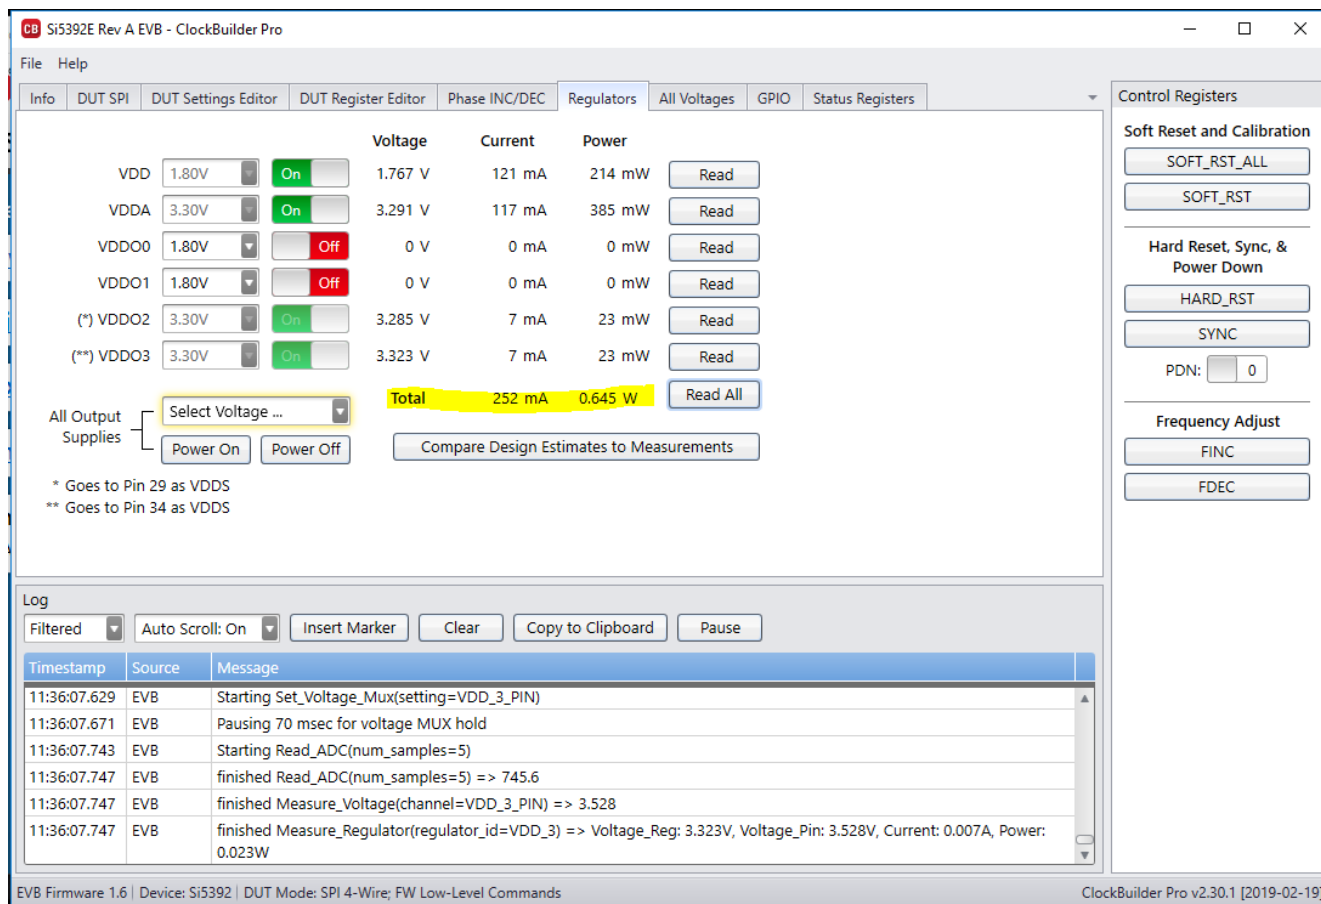 CB Si5392E Rev A EVB - ClockBuilder Pro
File Help
Info DUT SPI DUT Settings Editor DUT Register Editor Phase INC/DEC Regulators All Voltages GPIO Status Registers
Voltage Current Power
VDD 1.80V On 1.767 V 121 mA 214 mW Read
VDDA 3.30V On 3.291 V 117 mA 385 mW Read
VDDO0 1.80V Off 0 V 0 mA 0 mW Read
VDDO1 1.80V Off 0 V 0 mA 0 mW Read
(*) VDDO2 3.30V On 3.285 V 7 mA 23 mW Read
(**) VDDO3 3.30V On 3.323 V 7 mA 23 mW Read
Total 252 mA 0.645 W Read All
All Output Supplies Select Voltage ...
Power On Power Off
Compare Design Estimates to Measurements
* Goes to Pin 29 as VDDS
** Goes to Pin 34 as VDDS
Control Registers
Soft Reset and Calibration
SOFT_RST_ALL
SOFT_RST
Hard Reset, Sync, &
Power Down
HARD_RST
SYNC
PDN: 0
Frequency Adjust
FINC
FDEC
Log
Filtered Auto Scroll: On Insert Marker Clear Copy to Clipboard Pause
Timestamp Source Message
11:36:07.629 EVB Starting Set_Voltage_Mux(setting=VDD_3_PIN)
11:36:07.671 EVB Pausing 70 msec for voltage MUX hold
11:36:07.743 EVB Starting Read_ADC(num_samples=5)
11:36:07.747 EVB finished Read_ADC(num_samples=5) => 745.6
11:36:07.747 EVB finished Measure_Voltage(channel=VDD_3_PIN) => 3.528
11:36:07.747 EVB finished Measure_Regulator(regulator_id=VDD_3) => Voltage_Reg: 3.323V, Voltage_Pin: 3.528V, Current: 0.007A, Power:
0.023W
EVB Firmware 1.6 Device: Si5392 DUT Mode: SPI 4-Wire; FW Low-Level Commands ClockBuilder Pro v2.30.1 [2019-02-19]